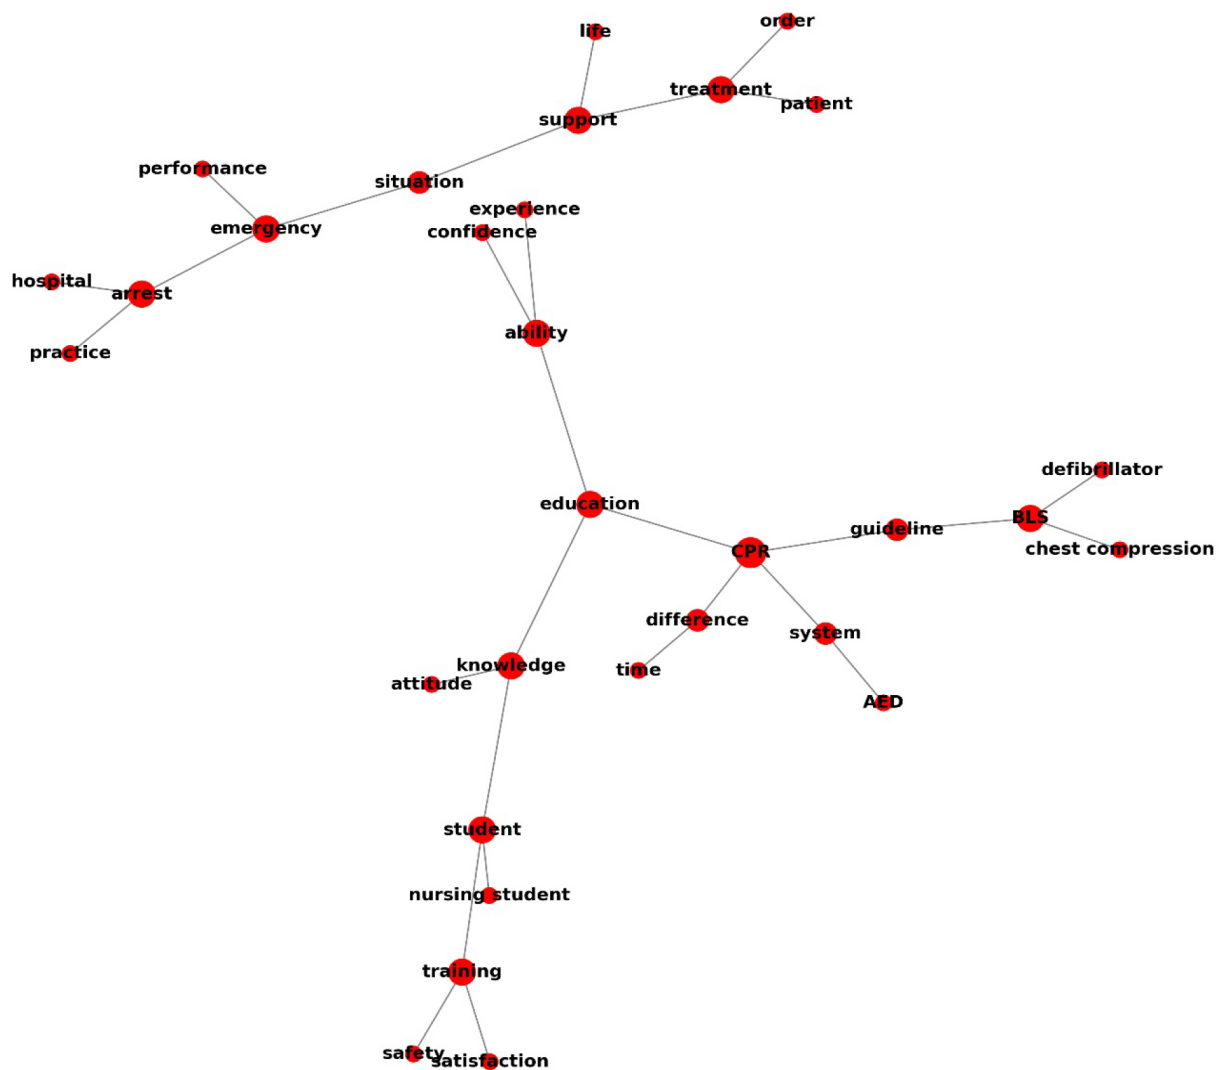 order
life
treatment
patient
support
performance
situation
experience
emergency
confidence
hospital
arrest
ability
practice
defibrillator
education
BLS
guideline
chest compression
CPR
difference
system
knowledge
time
attitude
AED
student
nursing student
training
safety
satisfaction